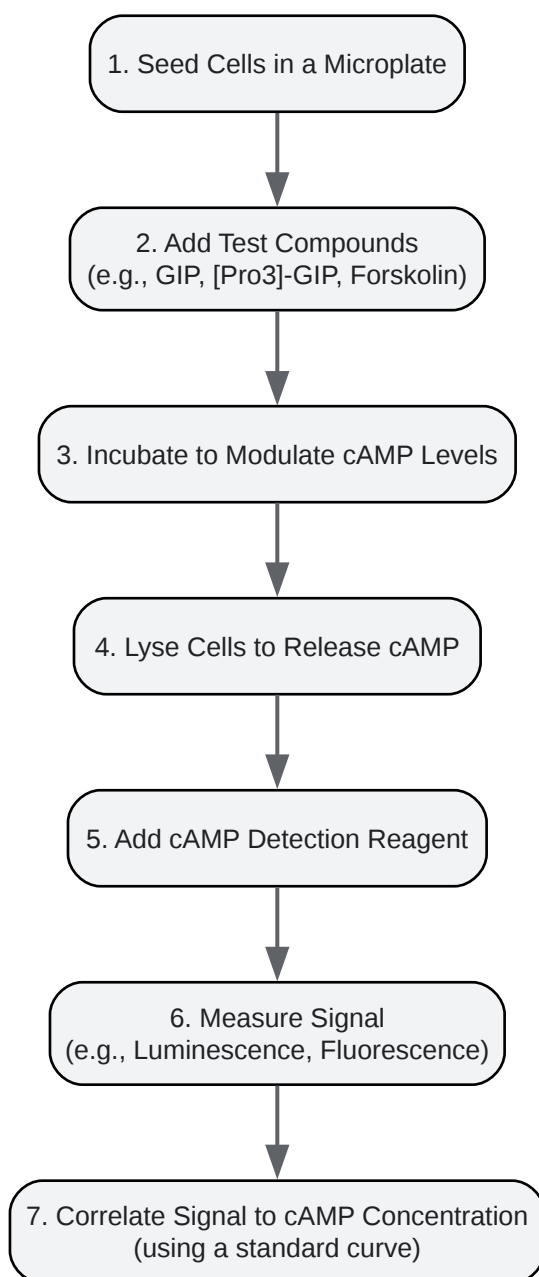 1. Seed Cells in a Microplate
2. Add Test Compounds
(e.g., GIP, [Pro3]-GIP, Forskolin)
3. Incubate to Modulate cAMP Levels
4. Lyse Cells to Release cAMP
5. Add cAMP Detection Reagent
6. Measure Signal
(e.g., Luminescence, Fluorescence)
7. Correlate Signal to cAMP Concentration
(using a standard curve)